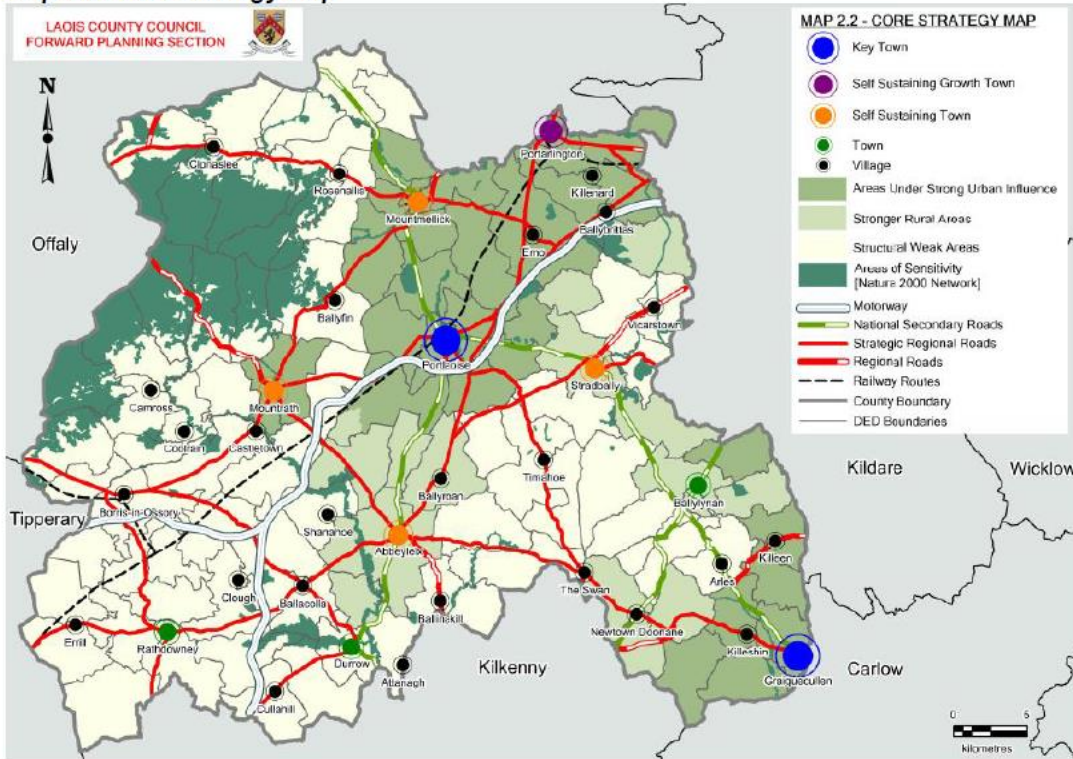 LAOIS COUNTY COUNCIL
FORWARD PLANNING SECTION
MAP 2.2 - CORE STRATEGY MAP
Key Town
Self Sustaining Growth Town
Self Sustaining Town
Town
Village
Areas Under Strong Urban Influence
Stronger Rural Areas
Structural Weak Areas
Areas of Sensitivity
[Natura 2000 Network]
Motorway
National Secondary Roads
Strategic Regional Roads
Regional Roads
Railway Routes
County Boundary
DED Boundaries
N
Portarlington
Clonaslee
Rosenallis
Killenard
Mountmellick
Ballybrittas
Emo
Offaly
Ballyfin
Vicarstown
Portlaoise
Stradbally
Camross
Mountrath
Coolrain
Castletown
Kildare
Wicklow
Timahoe
Ballyroan
Ballylynan
Borris-in-Ossory
Tipperary
Shanahoe
Abbeyleix
Killeen
Arles
The Swan
Clough
Ballacolla
Ballinakill
Newtown Doonane
Errill
Rathdowney
Killeshin
Durrow
Attanagh
Kilkenny
Graiguecullen
Carlow
Cullahill
0 5
kilometres